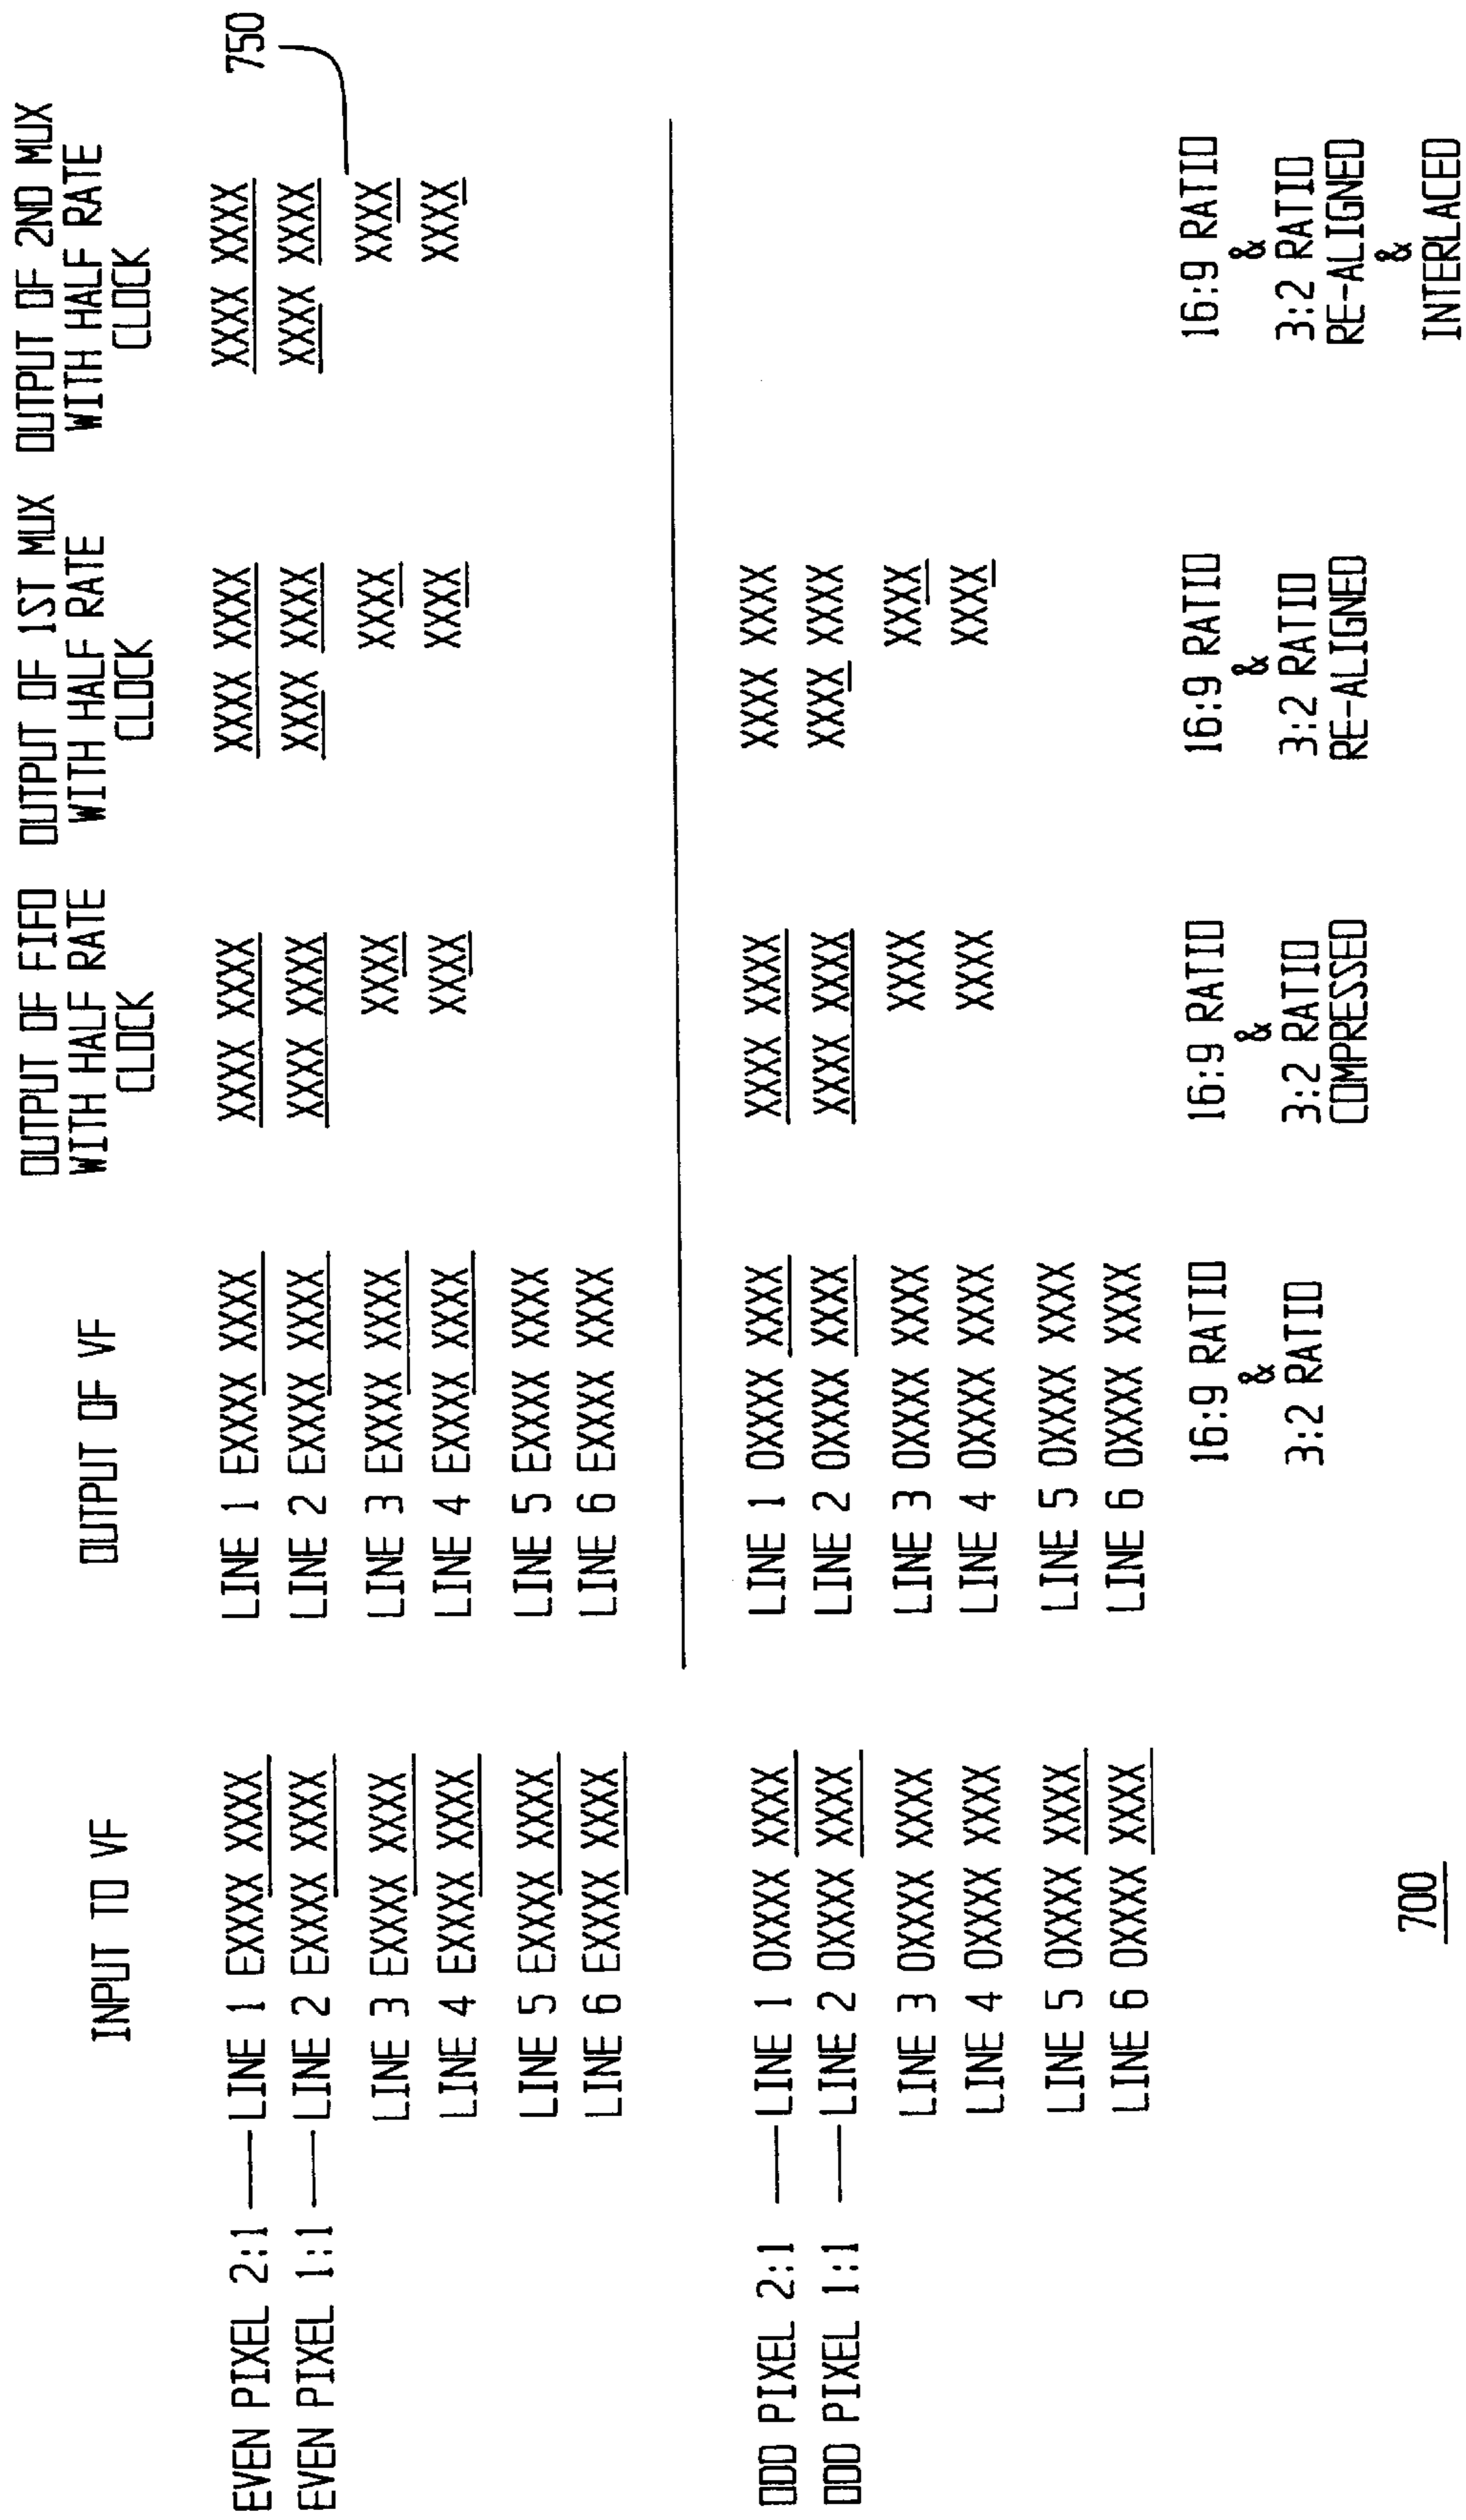 OUTPUT OF FIFO OUTPUT OF 1ST MUX OUTPUT OF 2ND MUX
INPUT TO VF OUTPUT OF VF WITH HALF RATE WITH HALF RATE WITH HALF RATE
CLOCK CLOCK CLOCK
750
EVEN PIXEL 2:1 LINE 1 EXXXX XXXX LINE 1 EXXXX XXXX XXXX XXXX XXXX XXXX XXXX XXXX
EVEN PIXEL 1:1 LINE 2 EXXXX XXXX LINE 2 EXXXX XXXX XXXX XXXX XXXX XXXX XXXX XXXX
LINE 3 EXXXX XXXX LINE 3 EXXXX XXXX XXXX XXXX XXXX
LINE 4 EXXXX XXXX LINE 4 EXXXX XXXX XXXX XXXX XXXX
LINE 5 EXXXX XXXX LINE 5 EXXXX XXXX
LINE 6 EXXXX XXXX LINE 6 EXXXX XXXX
ODD PIXEL 2:1 LINE 1 OXXXX XXXX LINE 1 OXXXX XXXX XXXX XXXX XXXX XXXX
ODD PIXEL 1:1 LINE 2 OXXXX XXXX LINE 2 OXXXX XXXX XXXX XXXX XXXX XXXX
LINE 3 OXXXX XXXX LINE 3 OXXXX XXXX XXXX XXXX
LINE 4 OXXXX XXXX LINE 4 OXXXX XXXX XXXX XXXX
LINE 5 OXXXX XXXX LINE 5 OXXXX XXXX
LINE 6 OXXXX XXXX LINE 6 OXXXX XXXX
16:9 RATIO 16:9 RATIO 16:9 RATIO 16:9 RATIO
& & & &
3:2 RATIO 3:2 RATIO 3:2 RATIO 3:2 RATIO
COMPRESSED RE-ALIGNED RE-ALIGNED
&
INTERLACED
700